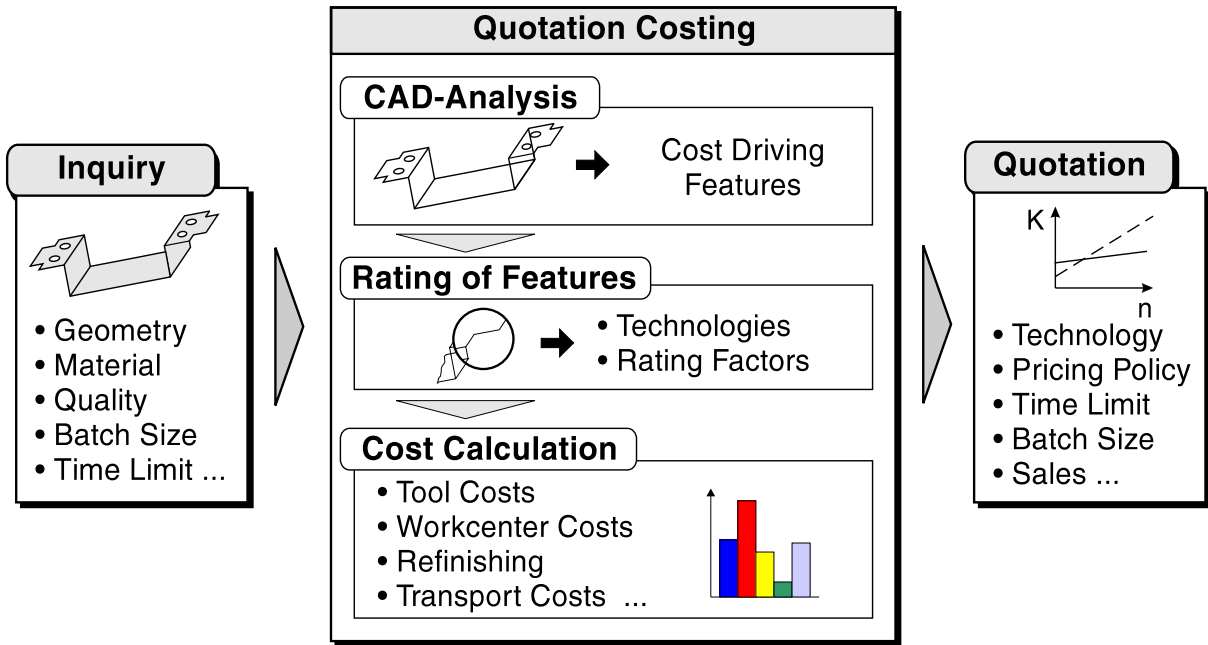 Quotation Costing
Inquiry
• Geometry
• Material
• Quality
• Batch Size
• Time Limit ...
CAD-Analysis
Cost Driving
Features
Rating of Features
• Technologies
• Rating Factors
Cost Calculation
• Tool Costs
• Workcenter Costs
• Refinishing
• Transport Costs ...
Quotation
K
n
• Technology
• Pricing Policy
• Time Limit
• Batch Size
• Sales ...